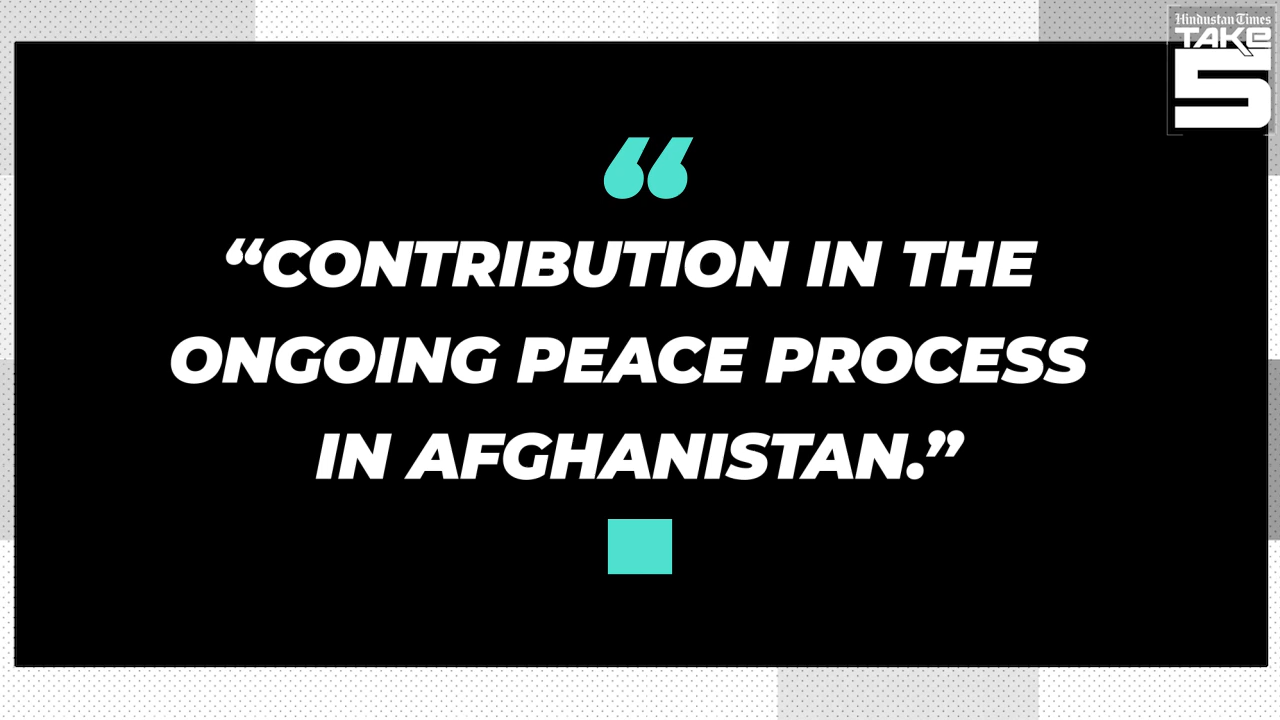 Hindustan Times
TAKE
5
“
“CONTRIBUTION IN THE
ONGOING PEACE PROCESS
IN AFGHANISTAN.”